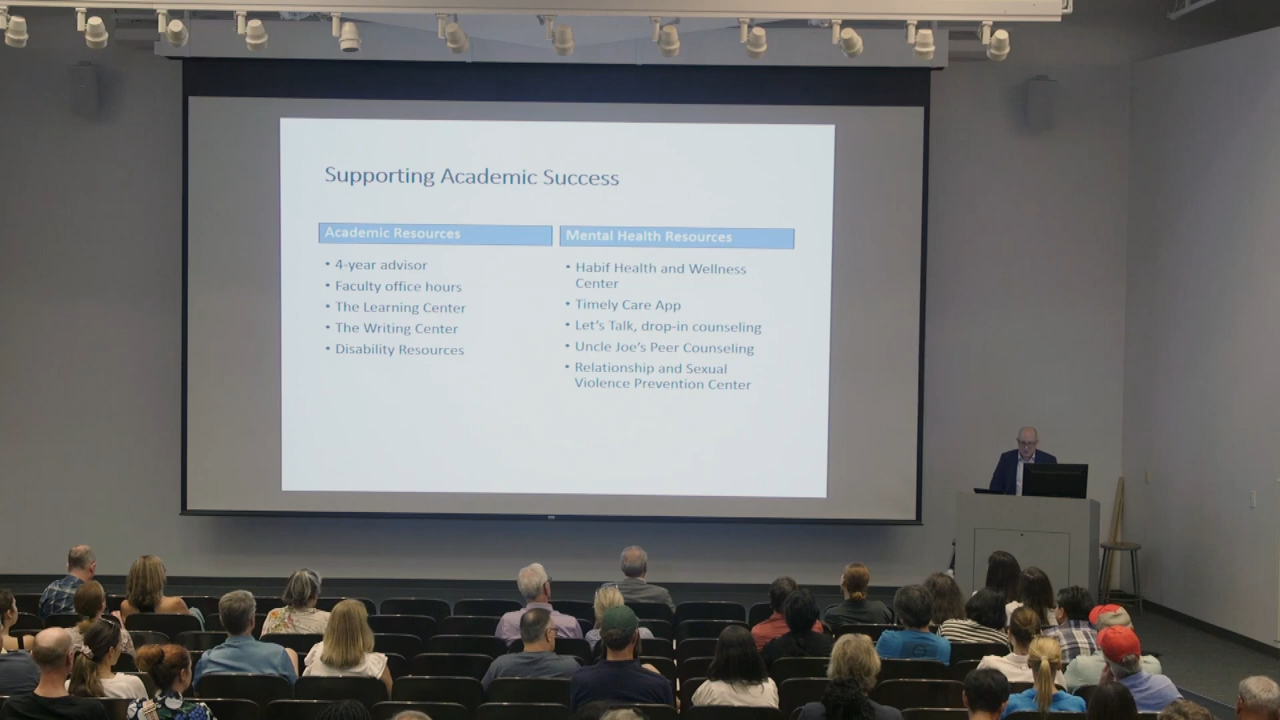 Supporting Academic Success
Academic Resources
• 4-year advisor
• Faculty office hours
• The Learning Center
• The Writing Center
• Disability Resources
Mental Health Resources
• Habif Health and Wellness
Center
• Timely Care App
• Let's Talk, drop-in counseling
• Uncle Joe's Peer Counseling
• Relationship and Sexual
Violence Prevention Center